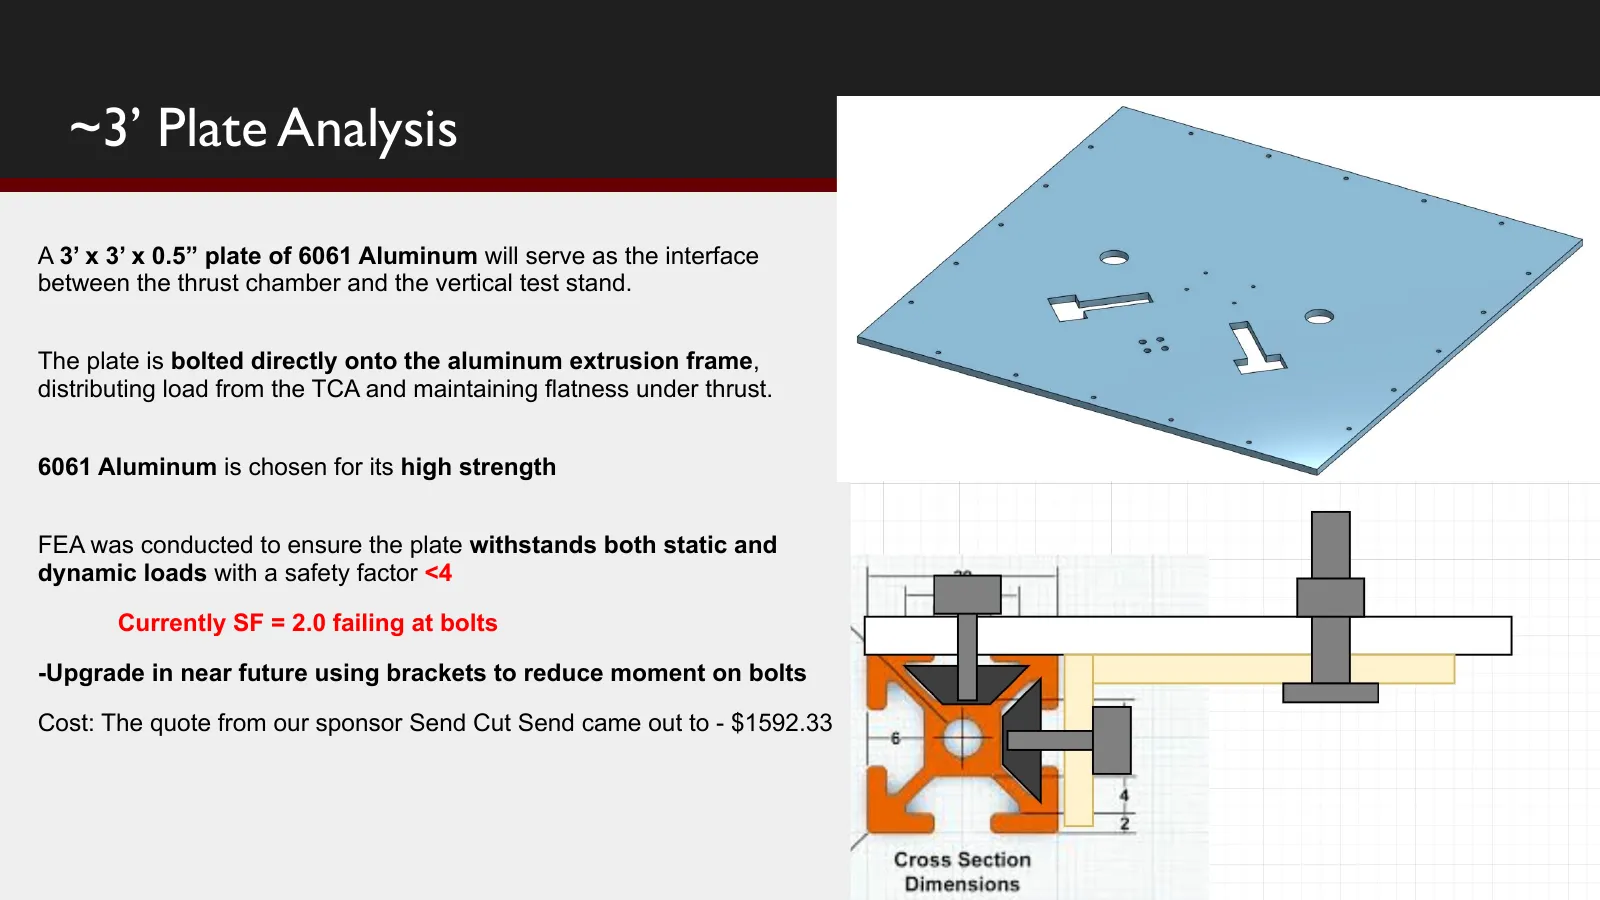 ~3’ Plate Analysis
A 3’ x 3’ x 0.5” plate of 6061 Aluminum will serve as the interface
between the thrust chamber and the vertical test stand.
The plate is bolted directly onto the aluminum extrusion frame,
distributing load from the TCA and maintaining flatness under thrust.
6061 Aluminum is chosen for its high strength
FEA was conducted to ensure the plate withstands both static and
dynamic loads with a safety factor <4
Currently SF = 2.0 failing at bolts
-Upgrade in near future using brackets to reduce moment on bolts
Cost: The quote from our sponsor Send Cut Send came out to - $1592.33
6
4
2
Cross Section
Dimensions